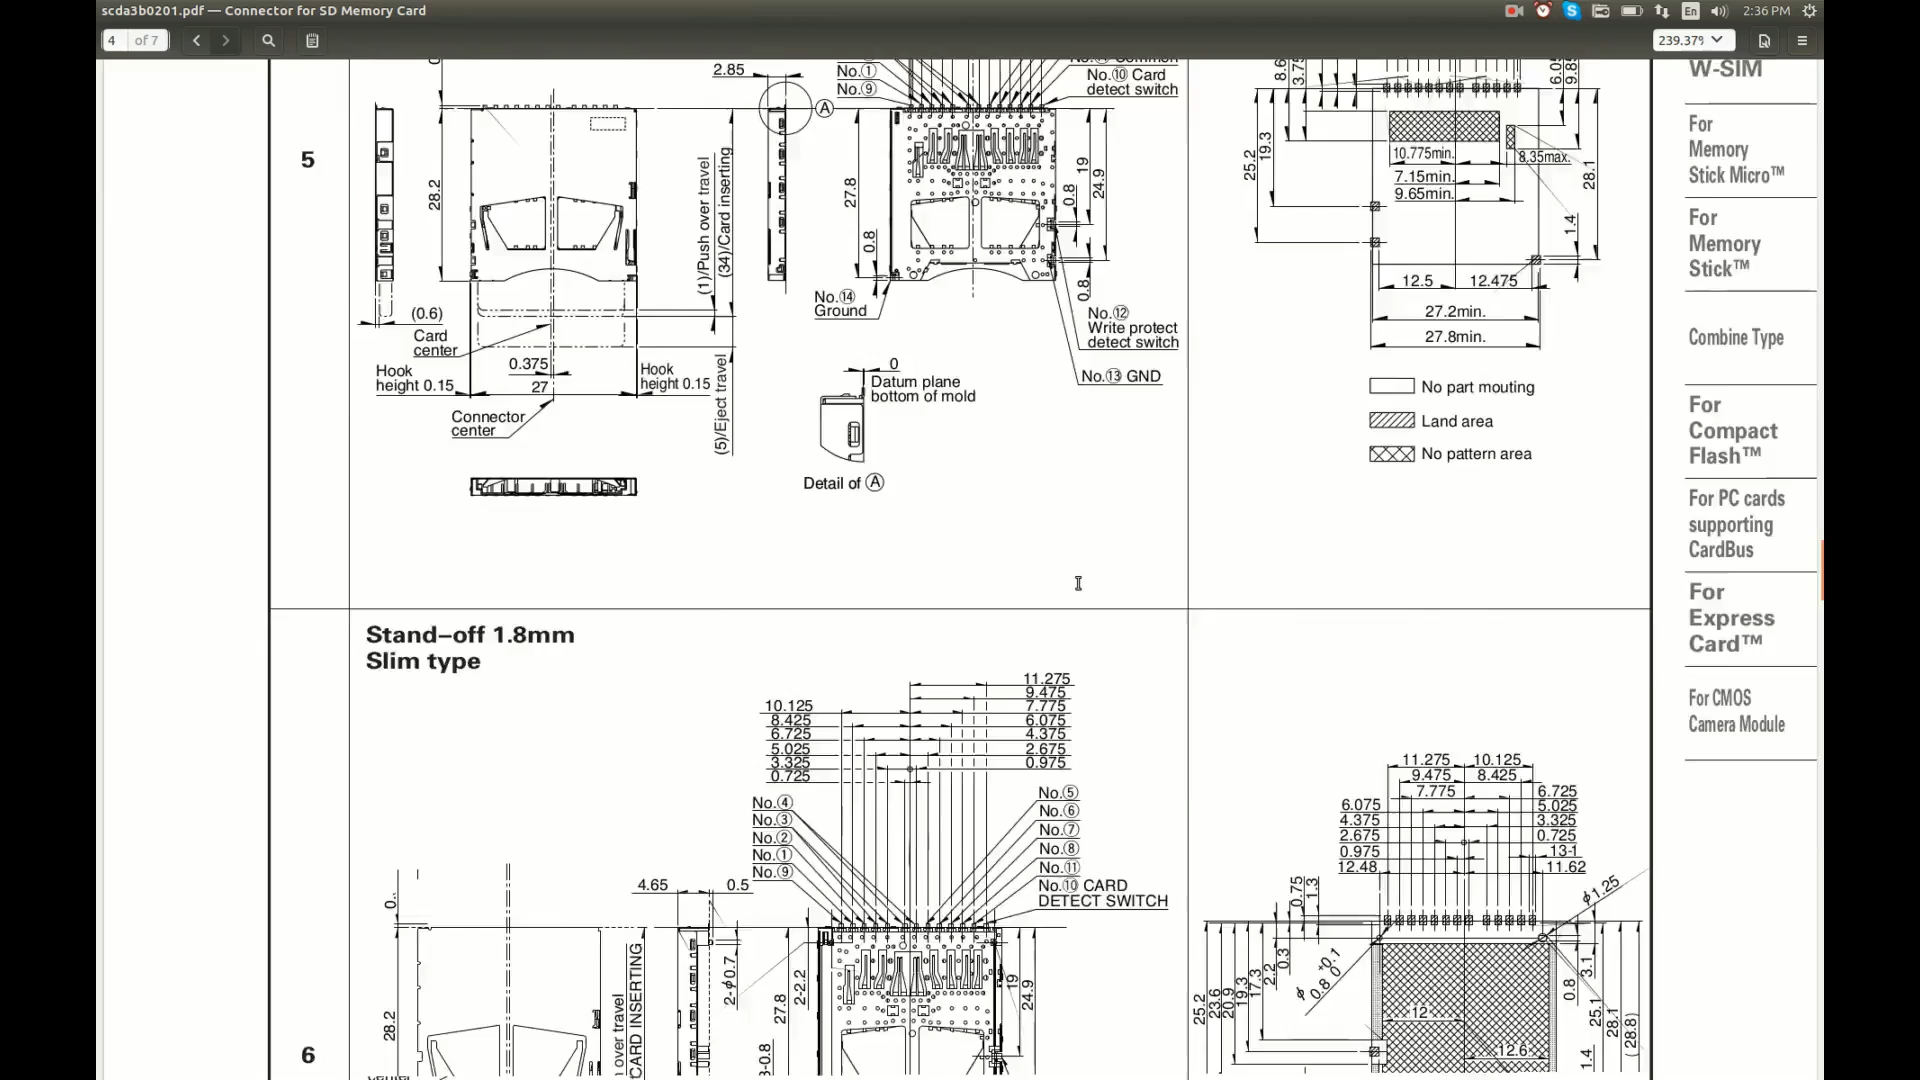 scda3b0201.pdf — Connector for SD Memory Card
En
2:36 PM
4 of 7
239.37%
5
28.2
(0.6)
Card
center
Hook
height 0.15
0.375
27
Connector
center
Hook
height 0.15
2.85
A
(1)/Push over travel
(34)/Card inserting
(5)/Eject travel
No.①
No.⑨
No.⑩ Card
detect switch
27.8
0.8
19
24.9
0.8
0.8
No.⑭
Ground
No.⑫
Write protect
detect switch
No.⑬ GND
0
Datum plane
bottom of mold
Detail of Ⓐ
3.75
25.2
19.3
10.775min.
8.35max.
7.15min.
9.65min.
28.1
1.4
12.5
12.475
27.2min.
27.8min.
No part mouting
Land area
No pattern area
Stand-off 1.8mm
Slim type
11.275
9.475
7.775
6.075
4.375
2.675
0.975
10.125
8.425
6.725
5.025
3.325
0.725
No.④
No.③
No.②
No.①
No.⑨
No.⑤
No.⑥
No.⑦
No.⑧
No.⑪
No.⑩ CARD
DETECT SWITCH
4.65
0.5
28.2
over travel
CARD INSERTING
2-ϕ0.7
27.8
2-2.2
19
24.9
6
11.275 10.125
9.475 8.425
7.775 6.725
6.075 5.025
4.375 3.325
2.675 0.725
0.975 13-1
12.48 11.62
0.75
1.3
ϕ1.25
25.2
23.6
20.9
19.3
17.3
2.2
0.3
ϕ 0.8 +0.1 0
12
12.6
3.1
0.8
25.1
28.1
(28.8)
1.4
W-SIM
For
Memory
Stick Micro™
For
Memory
Stick™
Combine Type
For
Compact
Flash™
For PC cards
supporting
CardBus
For
Express
Card™
For CMOS
Camera Module